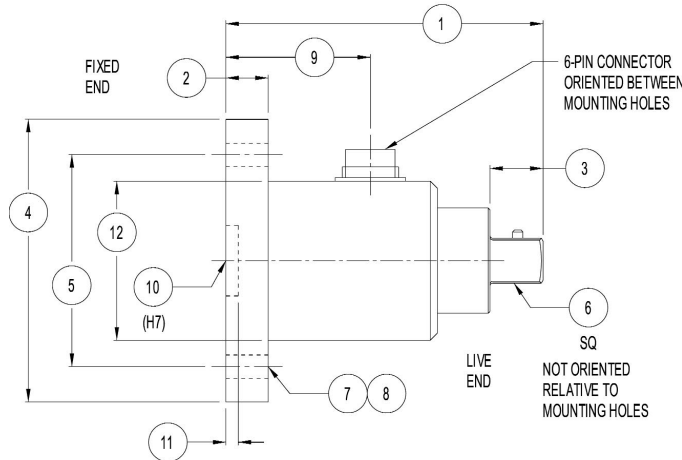 1
9
FIXED
END
2
6-PIN CONNECTOR
ORIENTED BETWEEN
MOUNTING HOLES
3
4
12
5
10
(H7)
6
SQ
LIVE
END
NOT ORIENTED
RELATIVE TO
MOUNTING HOLES
7 8
11